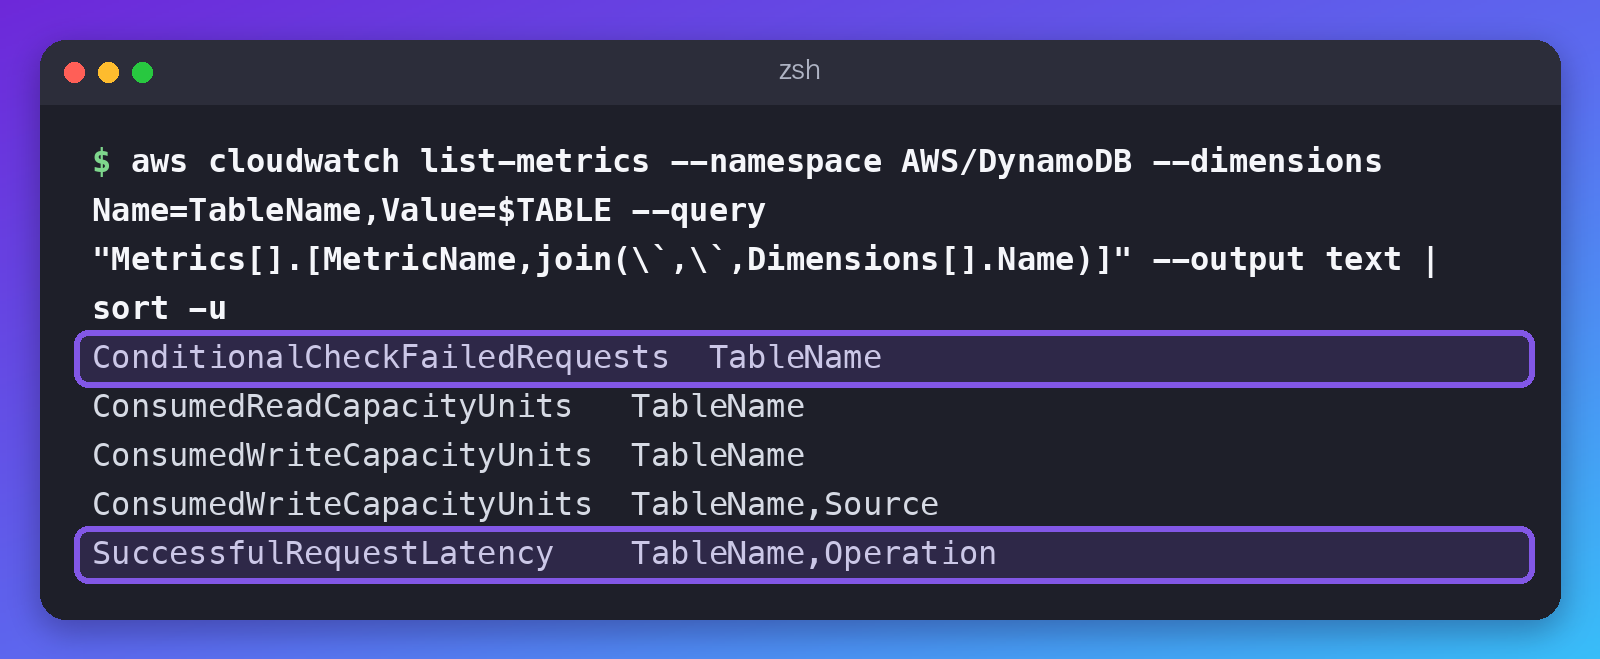 zsh
$ aws cloudwatch list-metrics --namespace AWS/DynamoDB --dimensions
Name=TableName,Value=$TABLE --query
"Metrics[].[MetricName,join(\`,\`,Dimensions[].Name)]" --output text |
sort -u
ConditionalCheckFailedRequests  TableName
ConsumedReadCapacityUnits   TableName
ConsumedWriteCapacityUnits  TableName
ConsumedWriteCapacityUnits  TableName,Source
SuccessfulRequestLatency    TableName,Operation